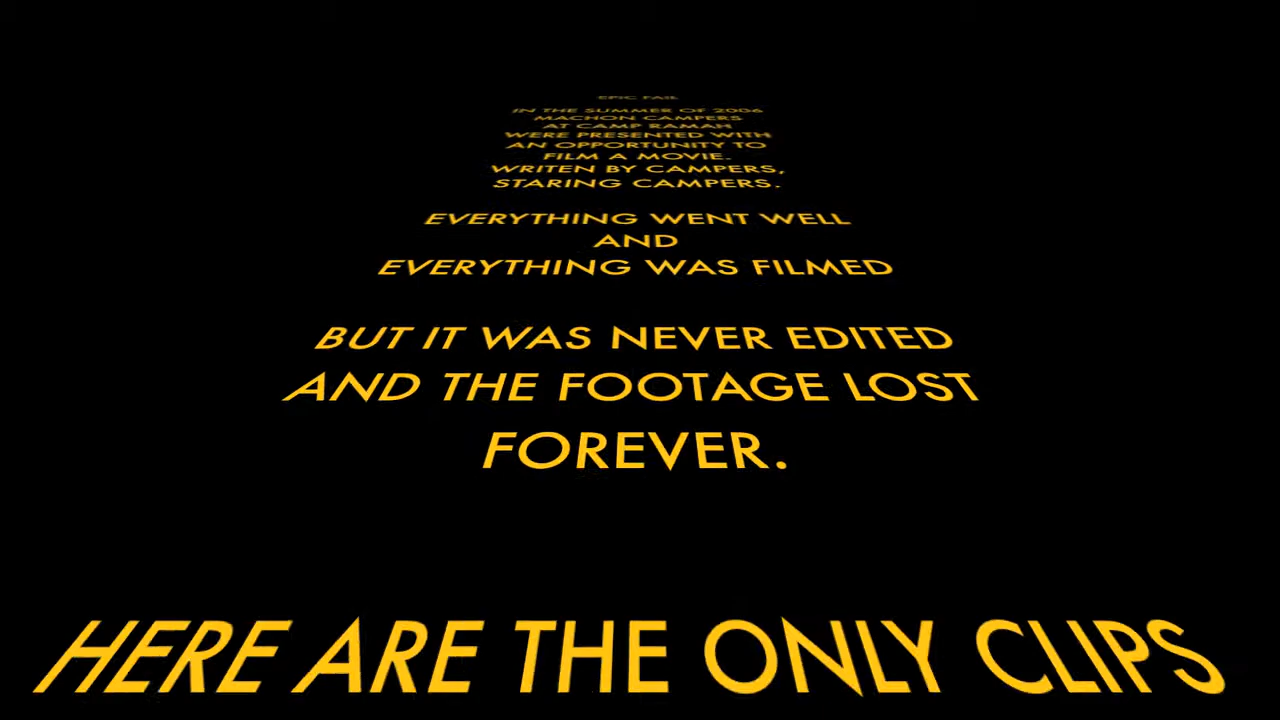 EPIC FAIL
IN THE SUMMER OF 2006
MACHON CAMPERS
AT CAMP RAMAH
WERE PRESENTED WITH
AN OPPORTUNITY TO
FILM A MOVIE.
WRITEN BY CAMPERS,
STARING CAMPERS.
EVERYTHING WENT WELL
AND
EVERYTHING WAS FILMED
BUT IT WAS NEVER EDITED
AND THE FOOTAGE LOST
FOREVER.
HERE ARE THE ONLY CLIPS